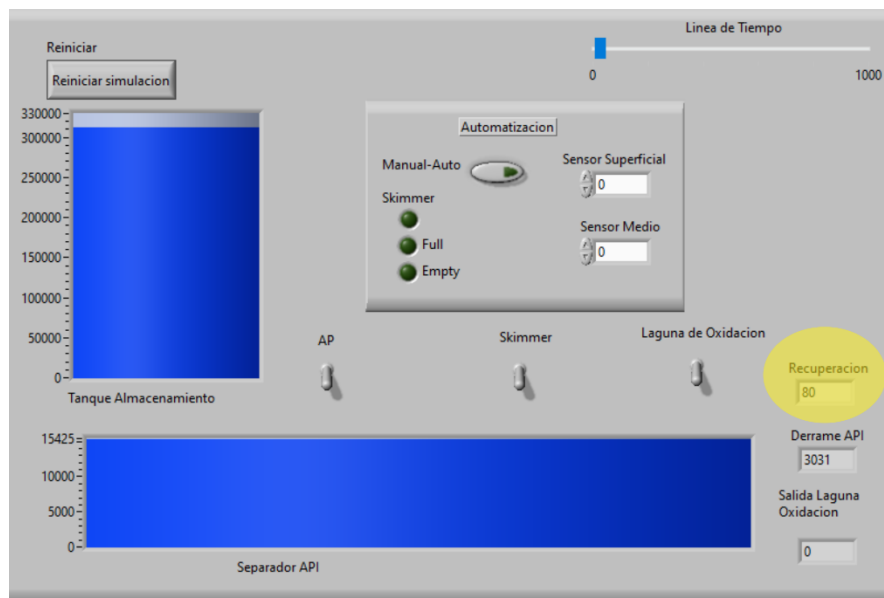 Linea de Tiempo
0
1000
Reiniciar
Reiniciar simulacion
330000
300000
250000
200000
150000
100000
50000
0
Tanque Almacenamiento
Automatizacion
Manual-Auto
Sensor Superficial
0
Skimmer
Full
Empty
Sensor Medio
0
AP
Skimmer
Laguna de Oxidacion
Recuperacion
80
Derrame API
3031
Salida Laguna
Oxidacion
0
15425
10000
5000
0
Separador API